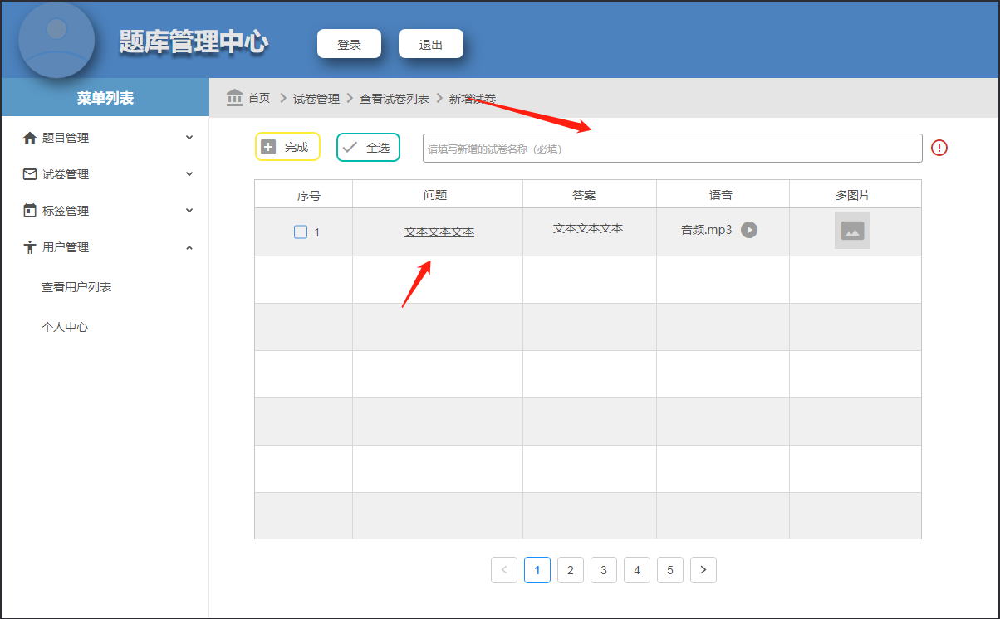 题库管理中心
登录
退出
菜单列表
首页 > 试卷管理 > 查看试卷列表 > 新增试卷
题目管理
试卷管理
标签管理
用户管理
查看用户列表
个人中心
完成
全选
请填写新增的试卷名称（必填）
序号 问题 答案 语音 多图片
1 文本文本文本 文本文本文本 音频.mp3
< 1 2 3 4 5 >